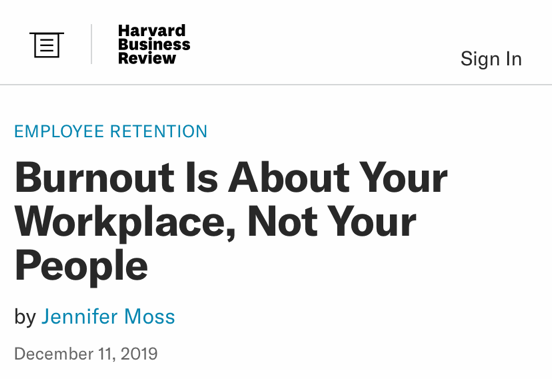 Harvard
Business
Review
Sign In
EMPLOYEE RETENTION
Burnout Is About Your
Workplace, Not Your
People
by Jennifer Moss
December 11, 2019